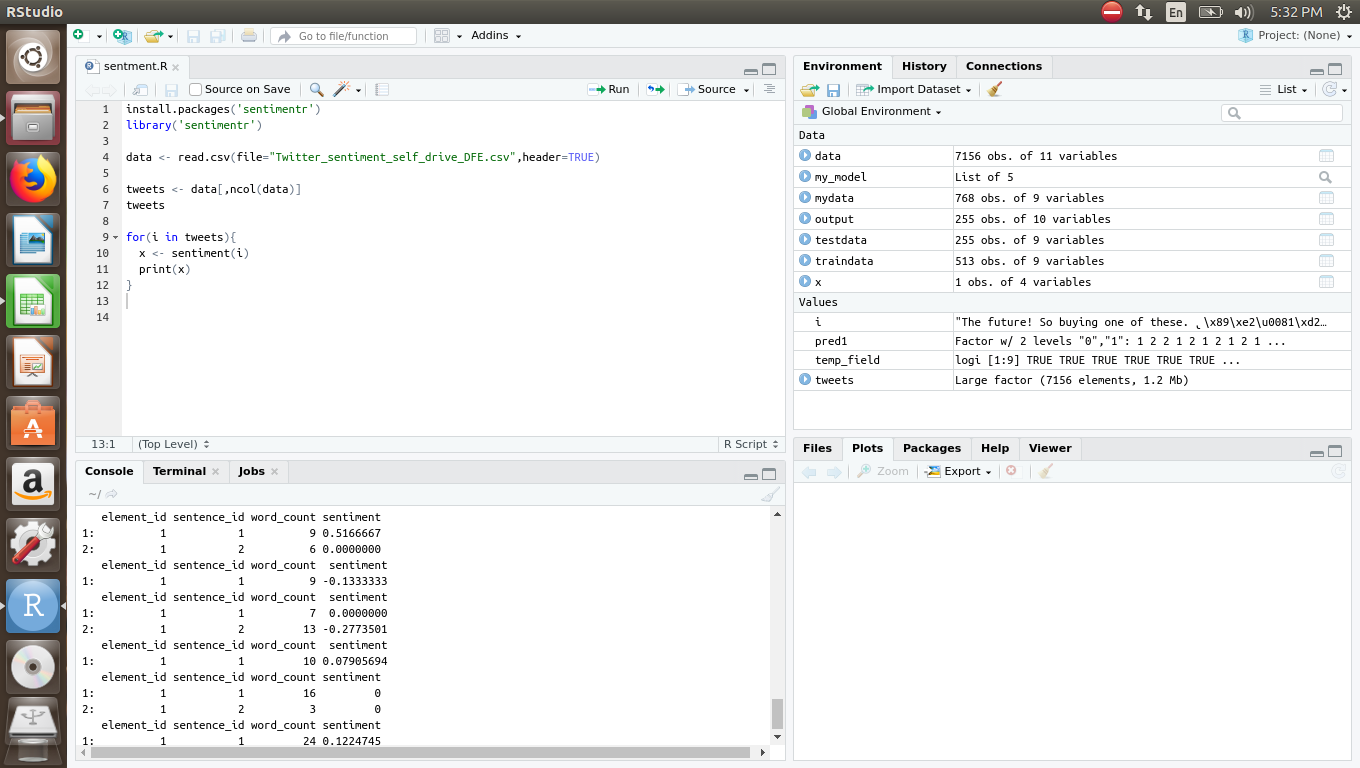 RStudio
En
5:32 PM
Go to file/function
Addins
Project: (None)
sentment.R
Source on Save
Run
Source
1 install.packages('sentimentr')
2 library('sentimentr')
3
4 data <- read.csv(file="Twitter_sentiment_self_drive_DFE.csv",header=TRUE)
5
6 tweets <- data[,ncol(data)]
7 tweets
8
9 for(i in tweets){
10 x <- sentiment(i)
11 print(x)
12 }
13
14
13:1 (Top Level) R Script
Console Terminal Jobs
~/
element_id sentence_id word_count sentiment
1: 1 1 9 0.5166667
2: 1 2 6 0.0000000
element_id sentence_id word_count sentiment
1: 1 1 9 -0.1333333
element_id sentence_id word_count sentiment
1: 1 1 7 0.0000000
2: 1 2 13 -0.2773501
element_id sentence_id word_count sentiment
1: 1 1 10 0.07905694
element_id sentence_id word_count sentiment
1: 1 1 16 0
2: 1 2 3 0
element_id sentence_id word_count sentiment
1: 1 1 24 0.1224745
Environment History Connections
Import Dataset
List
Global Environment
Data
data 7156 obs. of 11 variables
my_model List of 5
mydata 768 obs. of 9 variables
output 255 obs. of 10 variables
testdata 255 obs. of 9 variables
traindata 513 obs. of 9 variables
x 1 obs. of 4 variables
Values
i "The future! So buying one of these. ˛\x89\xe2\u0081\xd2…
pred1 Factor w/ 2 levels "0","1": 1 2 2 1 2 1 2 1 2 1 ...
temp_field logi [1:9] TRUE TRUE TRUE TRUE TRUE TRUE ...
tweets Large factor (7156 elements, 1.2 Mb)
Files Plots Packages Help Viewer
Zoom
Export